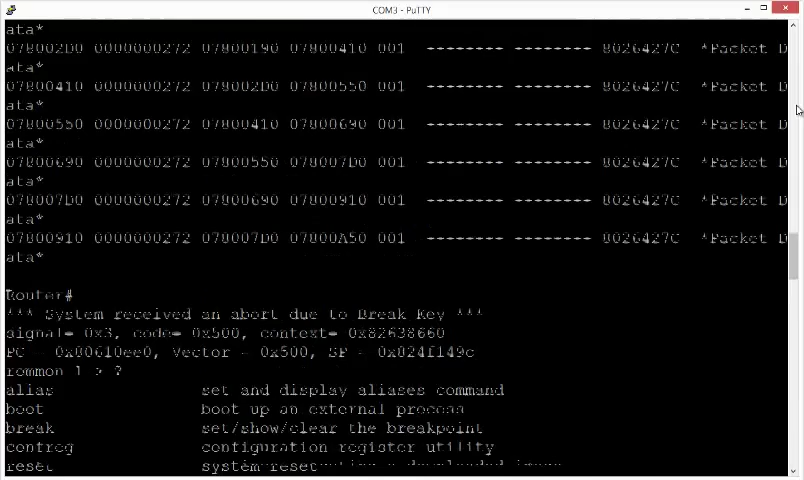 COM3 - PuTTY
ata*
078002D0 0000000272 07800190 07800410 001 -------- -------- 8026427C *Packet D
ata*
07800410 0000000272 078002D0 07800550 001 -------- -------- 8026427C *Packet D
ata*
07800550 0000000272 07800410 07800690 001 -------- -------- 8026427C *Packet D
ata*
07800690 0000000272 07800550 078007D0 001 -------- -------- 8026427C *Packet D
ata*
078007D0 0000000272 07800690 07800910 001 -------- -------- 8026427C *Packet D
ata*
07800910 0000000272 078007D0 07800A50 001 -------- -------- 8026427C *Packet D
ata*
Router#
*** System received an abort due to Break Key ***
signal= 0x3, code= 0x500, context= 0x82638660
PC = 0x80610ee0, Vector = 0x500, SP = 0x824f149c
rommon 1 > ?
alias set and display aliases command
boot boot up an external process
break set/show/clear the breakpoint
confreg configuration register utility
reset system reset